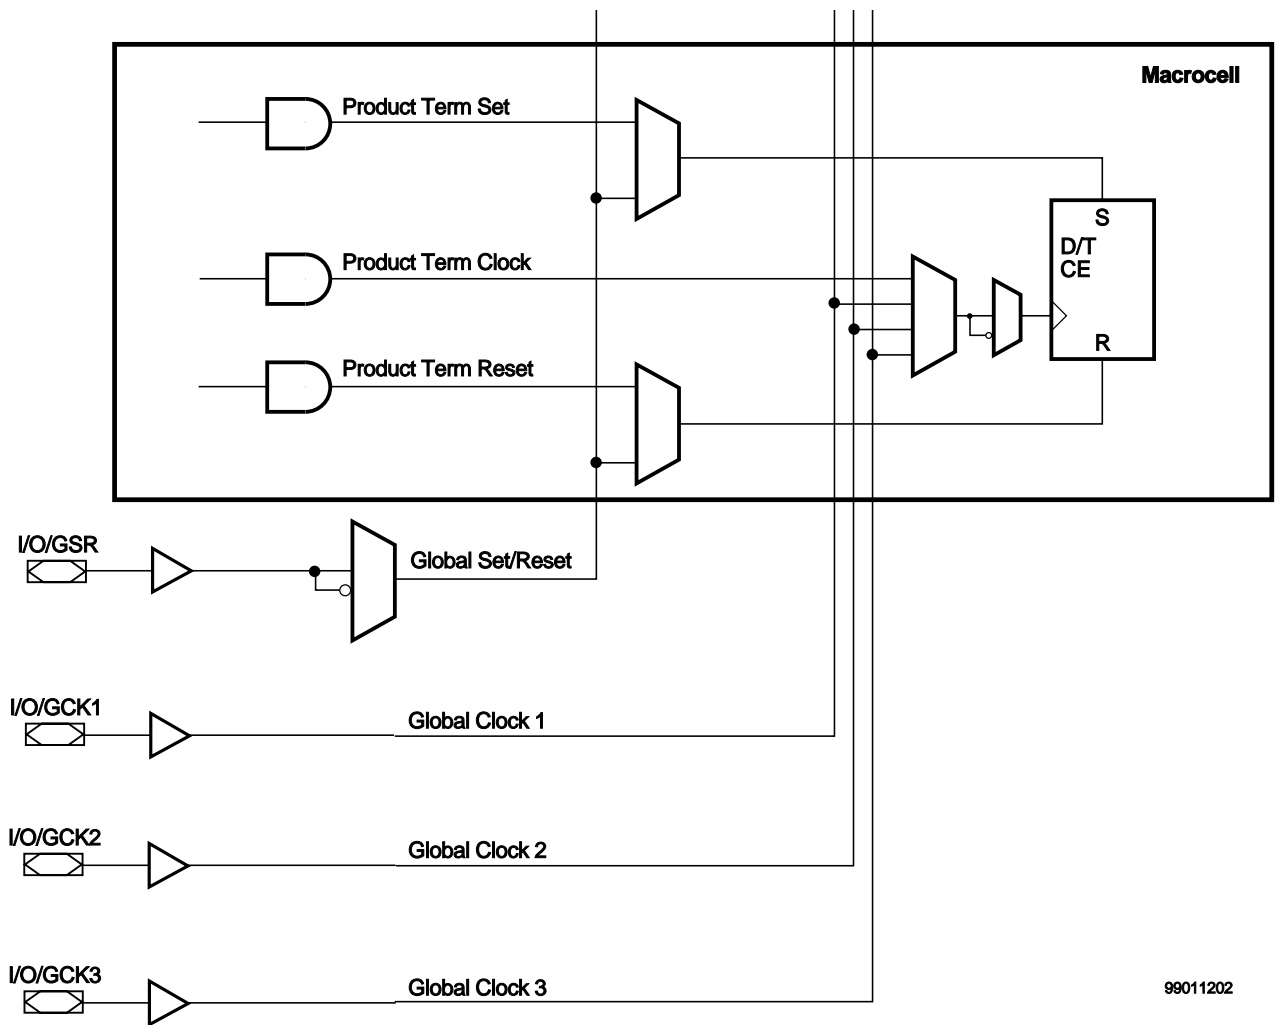 Macrocell
Product Term Set
S
D/T
CE
Product Term Clock
R
Product Term Reset
I/O/GSR
Global Set/Reset
I/O/GCK1
Global Clock 1
I/O/GCK2
Global Clock 2
I/O/GCK3
Global Clock 3
99011202